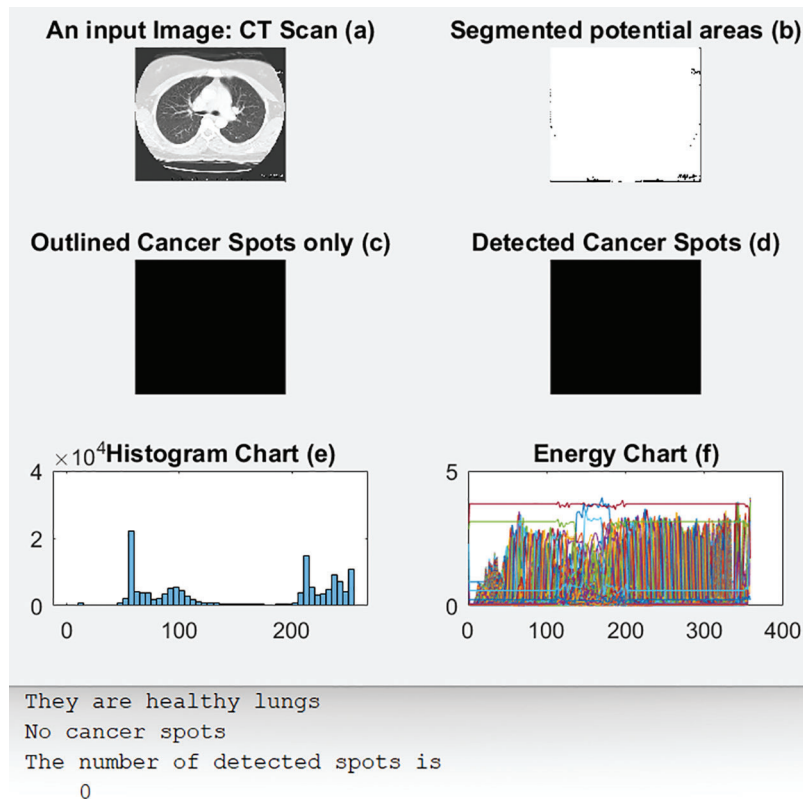 An input Image: CT Scan (a)
Segmented potential areas (b)
Outlined Cancer Spots only (c)
Detected Cancer Spots (d)
×10⁴ Histogram Chart (e)
4
2
0
0 100 200
Energy Chart (f)
5
0
0 100 200 300 400
They are healthy lungs
No cancer spots
The number of detected spots is
0